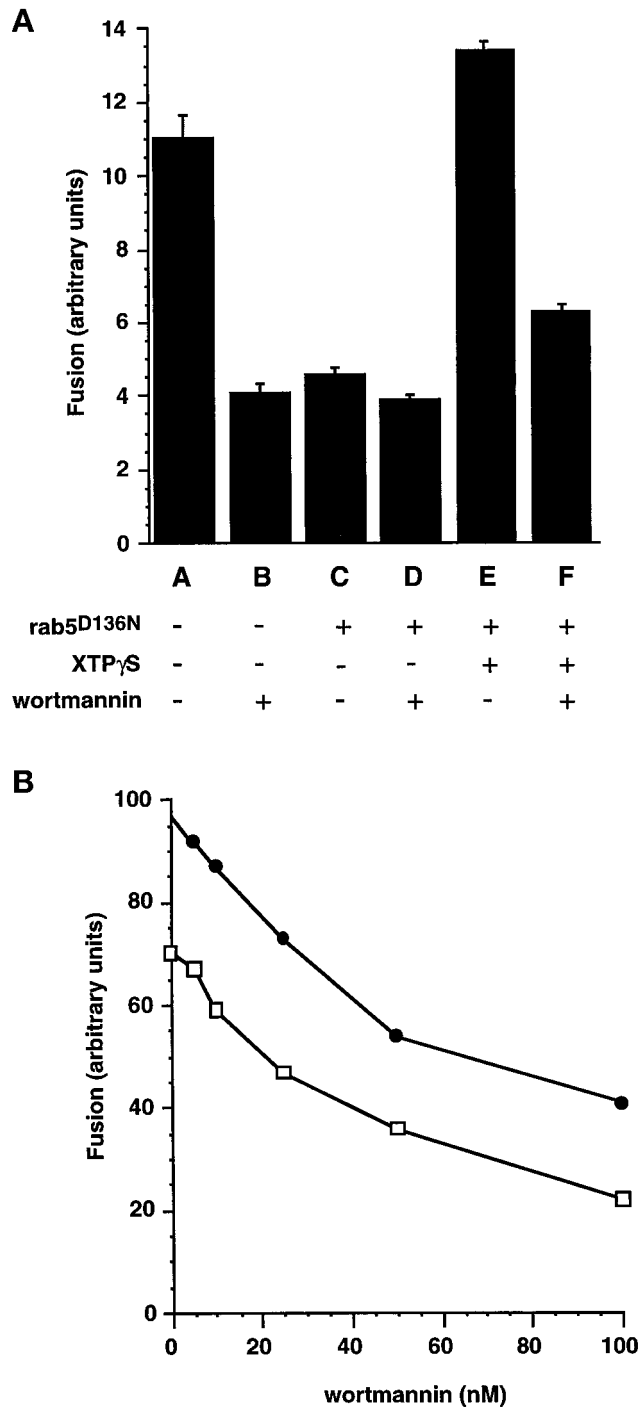 A
Fusion (arbitrary units)
14
12
10
8
6
4
2
0
A B C D E F
rab5D136N - - + + + +
XTPγS - - - - + +
wortmannin - + - + - +
B
Fusion (arbitrary units)
100
80
60
40
20
0
0 20 40 60 80 100
wortmannin (nM)